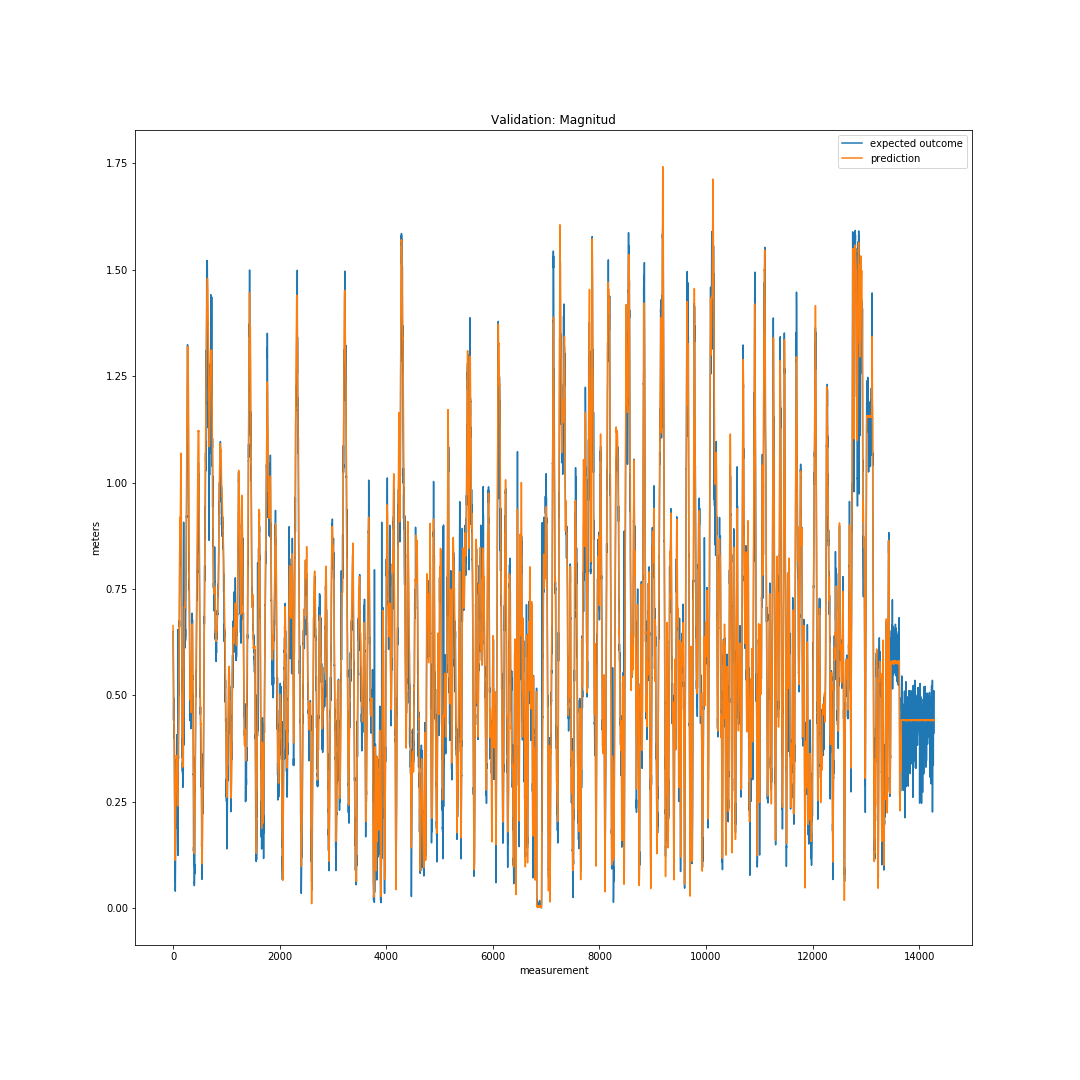 Validation: Magnitud
expected outcome
prediction
1.75
1.50
1.25
1.00
0.75
0.50
0.25
0.00
meters
0 2000 4000 6000 8000 10000 12000 14000
measurement